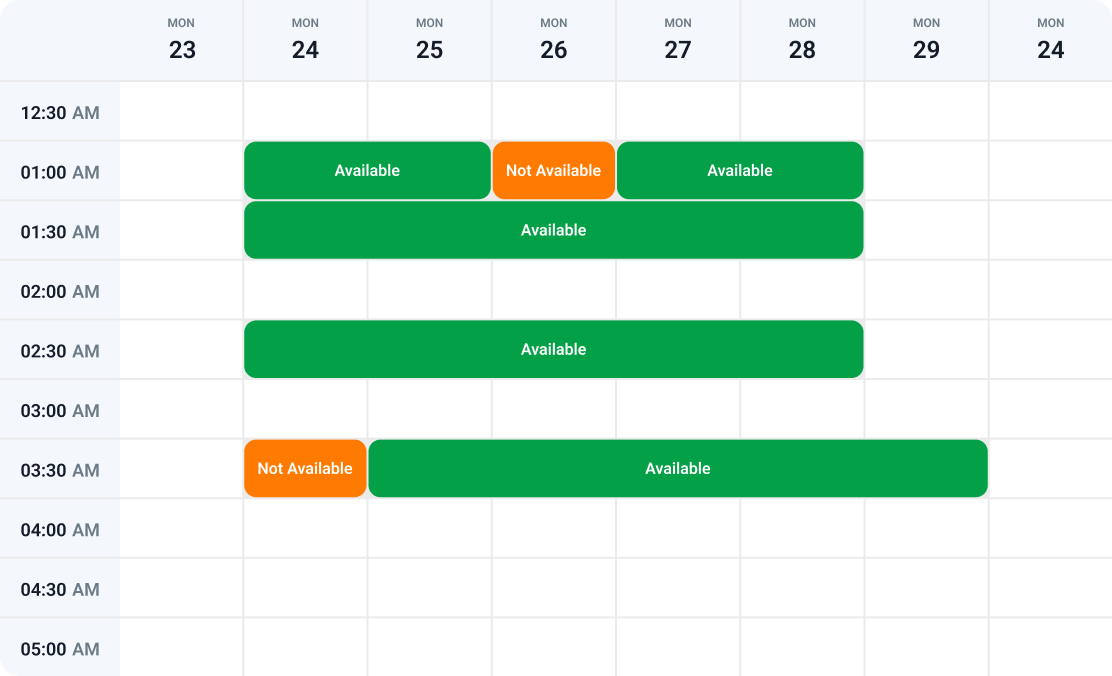 MON MON MON MON MON MON MON MON
23 24 25 26 27 28 29 24
12:30 AM
01:00 AM Available Not Available Available
01:30 AM Available
02:00 AM
02:30 AM Available
03:00 AM
03:30 AM Not Available Available
04:00 AM
04:30 AM
05:00 AM